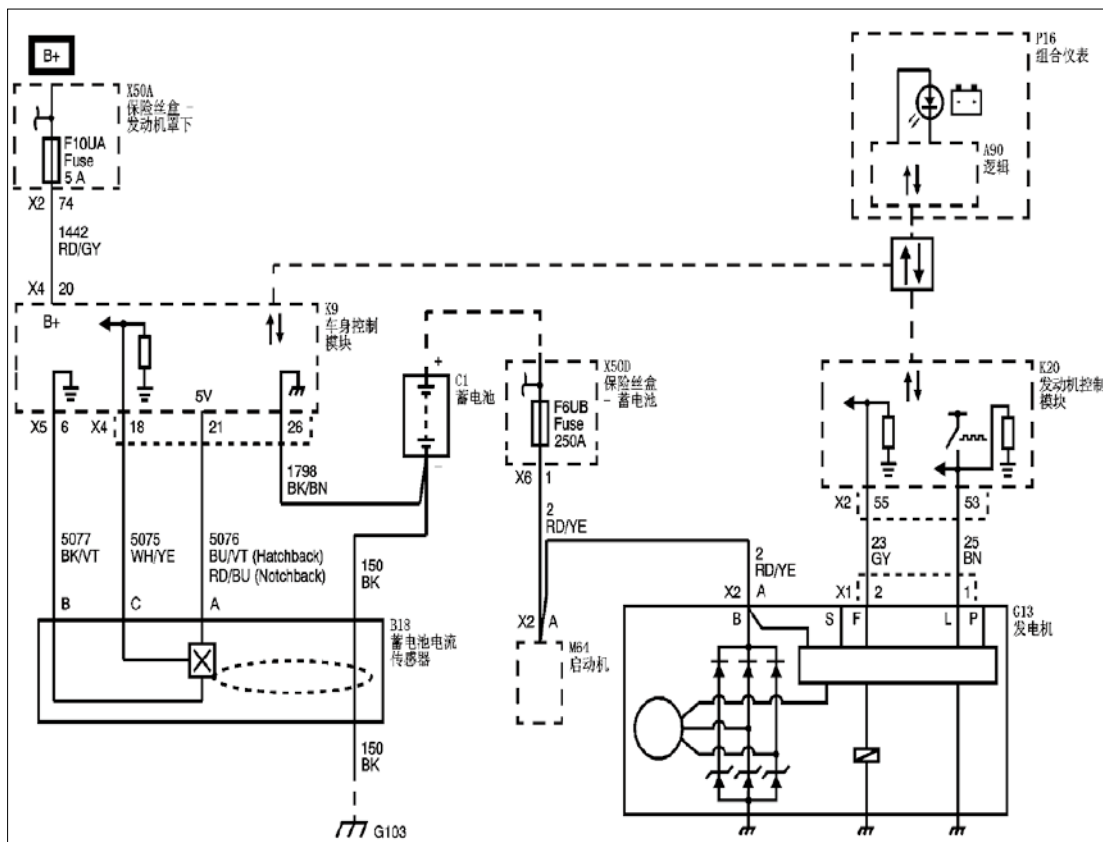 B+
X50A
保险丝盒 -
发动机罩下
F10UA
Fuse
5 A
X2 74
1442
RD/GY
X4 20
P16
组合仪表
- +
A90
逻辑
B+
K9
车身控制
模块
5V
X5 6 X4 18 21 26
1798
BK/BN
+
C1
蓄电池
-
X50D
保险丝盒
- 蓄电池
F6UB
Fuse
250A
X6 1
2
RD/YE
K20
发动机控制
模块
X2 55 53
23
GY
25
BN
5077
BK/VT
5075
WH/YE
5076
BU/VT (Hatchback)
RD/BU (Notchback)
150
BK
B C A
B18
蓄电池电流
传感器
150
BK
G103
X2 A
M64
启动机
2
RD/YE
X2 A
X1 2 1
B S F L P
G13
发电机